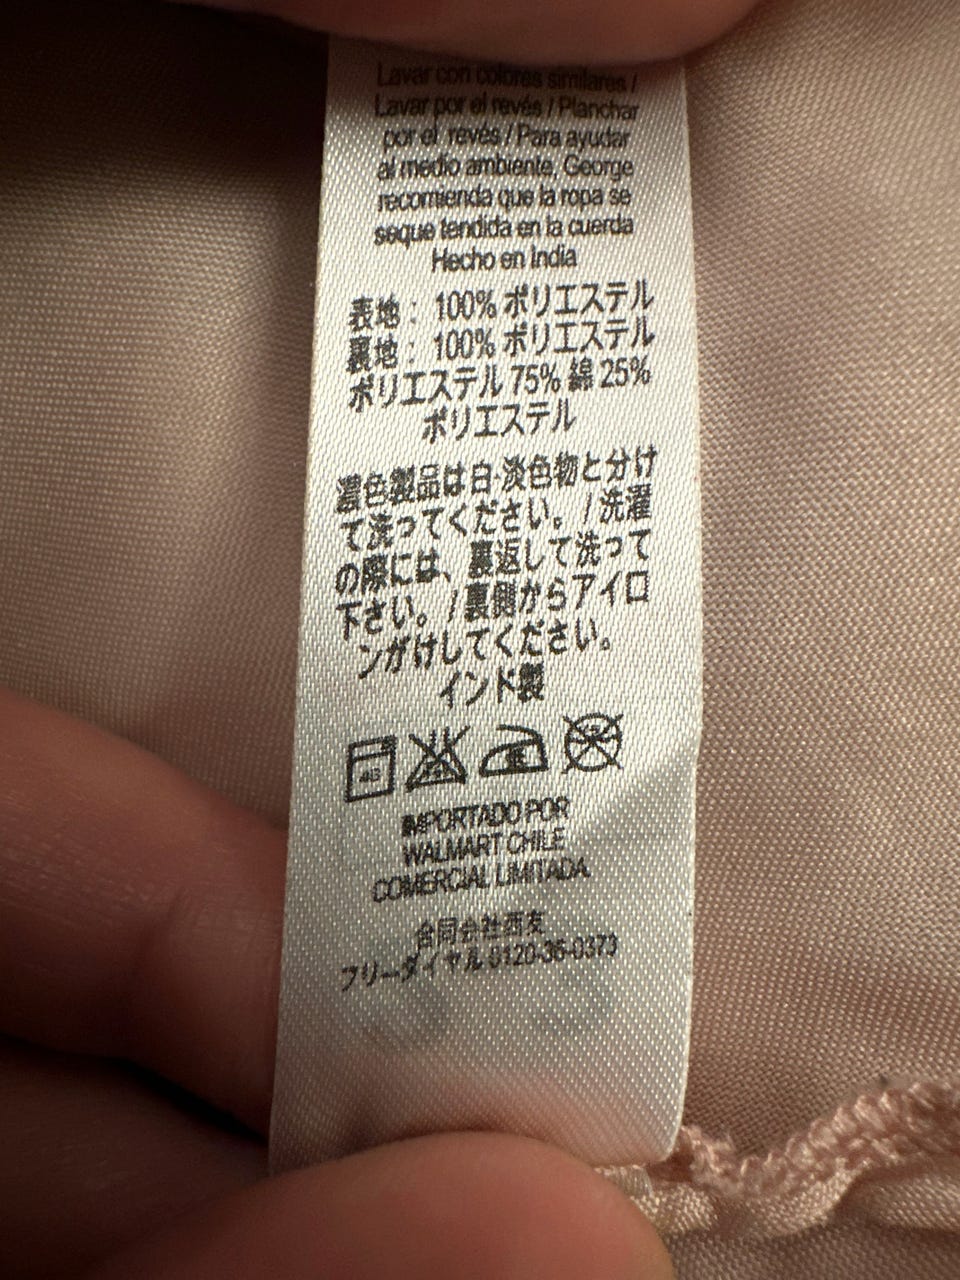 Lavar con colores similares /
Lavar por el revés / Planchar
por el revés / Para ayudar
al medio ambiente, George
recomienda que la ropa se
seque tendida en la cuerda
Hecho en India
表地： 100% ポリエステル
裏地： 100% ポリエステル
ポリエステル 75% 綿 25%
ポリエステル
濃色製品は白·淡色物と分け
て洗ってください。/ 洗濯
の際には、裏返して洗って
下さい。/ 裏側からアイロ
ンがけしてください。
インド製
40
IMPORTADO POR
WALMART CHILE
COMERCIAL LIMITADA
合同会社西友
フリーダイヤル 0120-36-0373